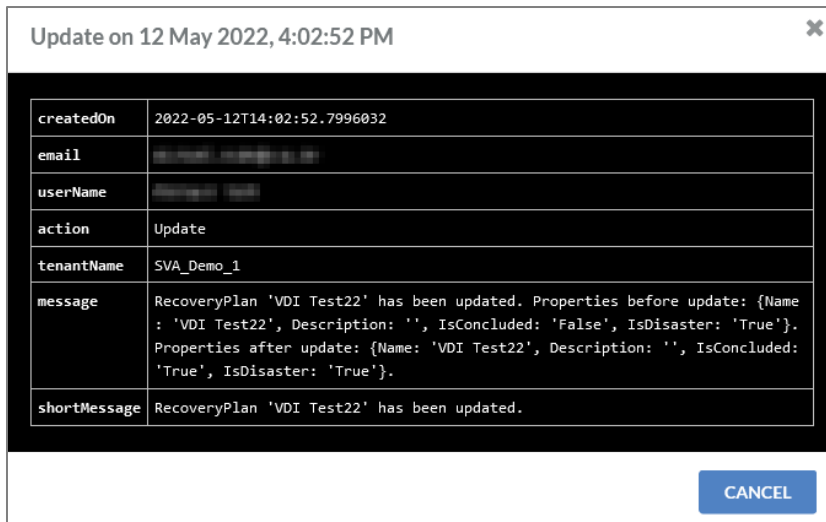 Update on 12 May 2022, 4:02:52 PM
createdOn 2022-05-12T14:02:52.7996032
email
userName
action Update
tenantName SVA_Demo_1
message RecoveryPlan 'VDI Test22' has been updated. Properties before update: {Name
: 'VDI Test22', Description: '', IsConcluded: 'False', IsDisaster: 'True'}.
Properties after update: {Name: 'VDI Test22', Description: '', IsConcluded:
'True', IsDisaster: 'True'}.
shortMessage RecoveryPlan 'VDI Test22' has been updated.
CANCEL